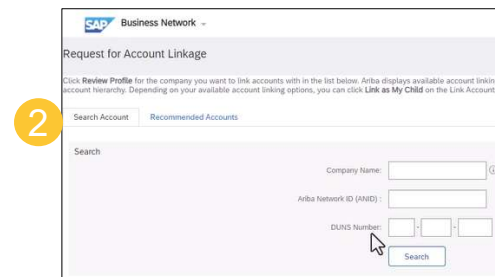 SAP Business Network
Request for Account Linkage
Click Review Profile for the company you want to link accounts with in the list below. Ariba displays available account linkin
account hierarchy. Depending on your available account linking options, you can click Link as My Child on the Link Account
2
Search Account Recommended Accounts
Search
Company Name:
Ariba Network ID (ANID) :
DUNS Number:
- -
Search